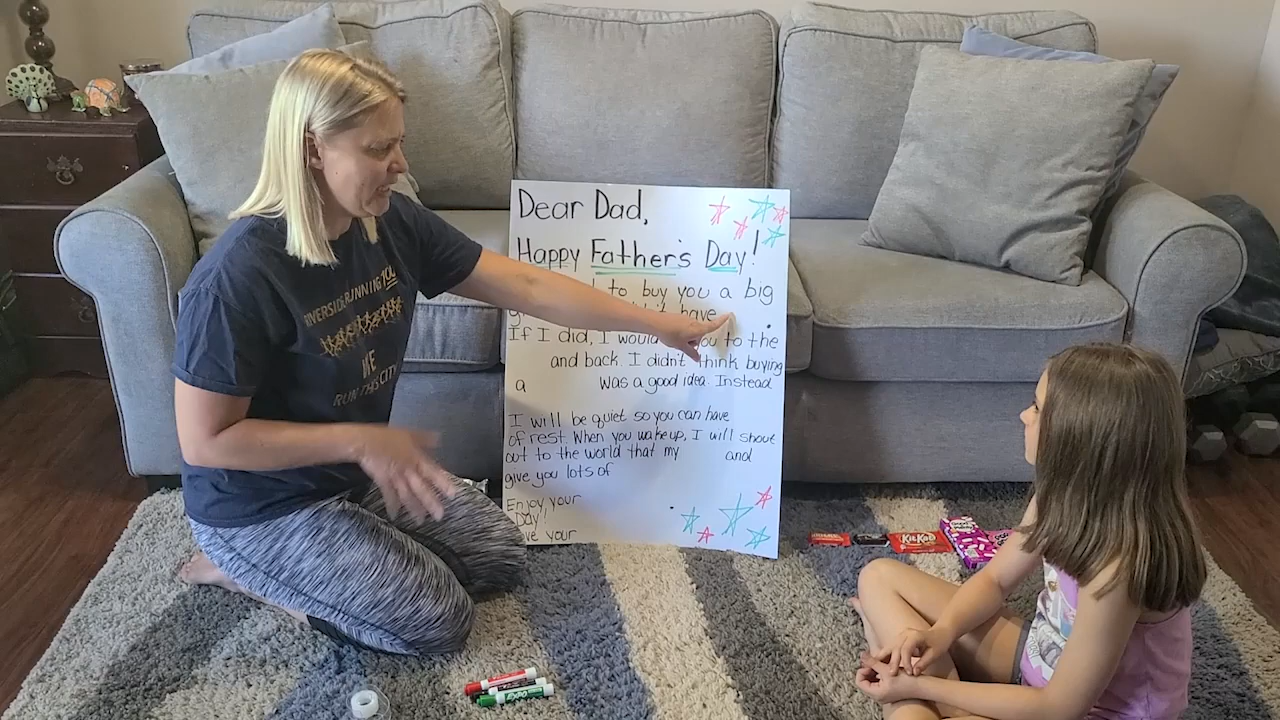 Dear Dad,
Happy Father's Day!
to buy you a big
have
If I did, I would you to the
and back. I didn't think buying
a was a good idea. Instead
I will be quiet so you can have
of rest. When you wake up, I will shout
out to the world that my and
give you lots of
Enjoy your
Day!
your
RIVERSIDE RUNNING
WE
RUN THIS CITY
KitKat
EXPO